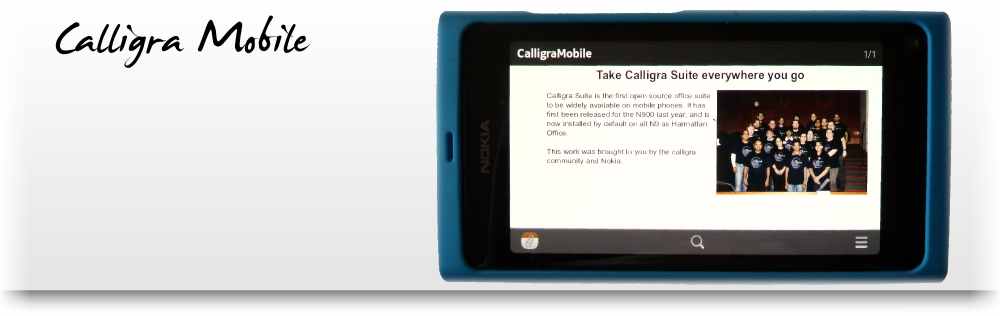 Calligra Mobile
NOKIA
CalligraMobile 1/1
Take Calligra Suite everywhere you go
Calligra Suite is the first open source office suite
to be widely available on mobile phones. It has
first been released for the N900 last year, and is
now installed by default on all N9 as Harmattan
Office.
This work was brought to you by the calligra
community and Nokia.